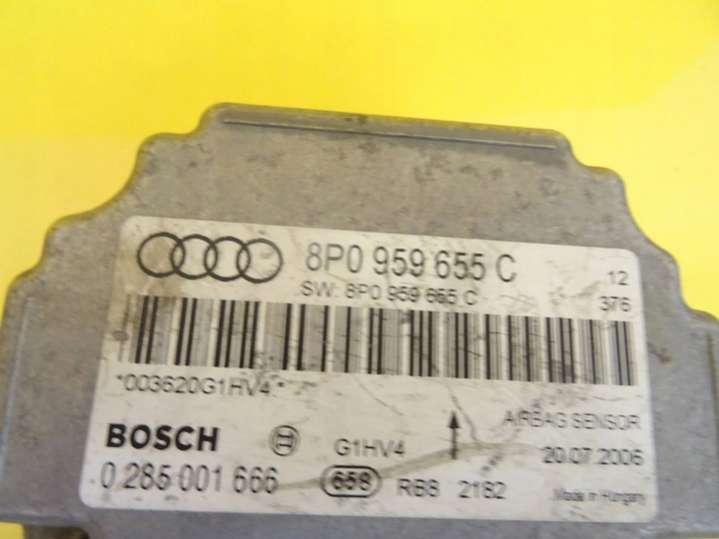 8P0 959 655 C
SW: 8P0 959 655 C
12
376
*003620G1HV4*
AIRBAG SENSOR
BOSCH
G1HV4
20.07.2006
0 285 001 666
658
RB8 2182
Made in Hungary